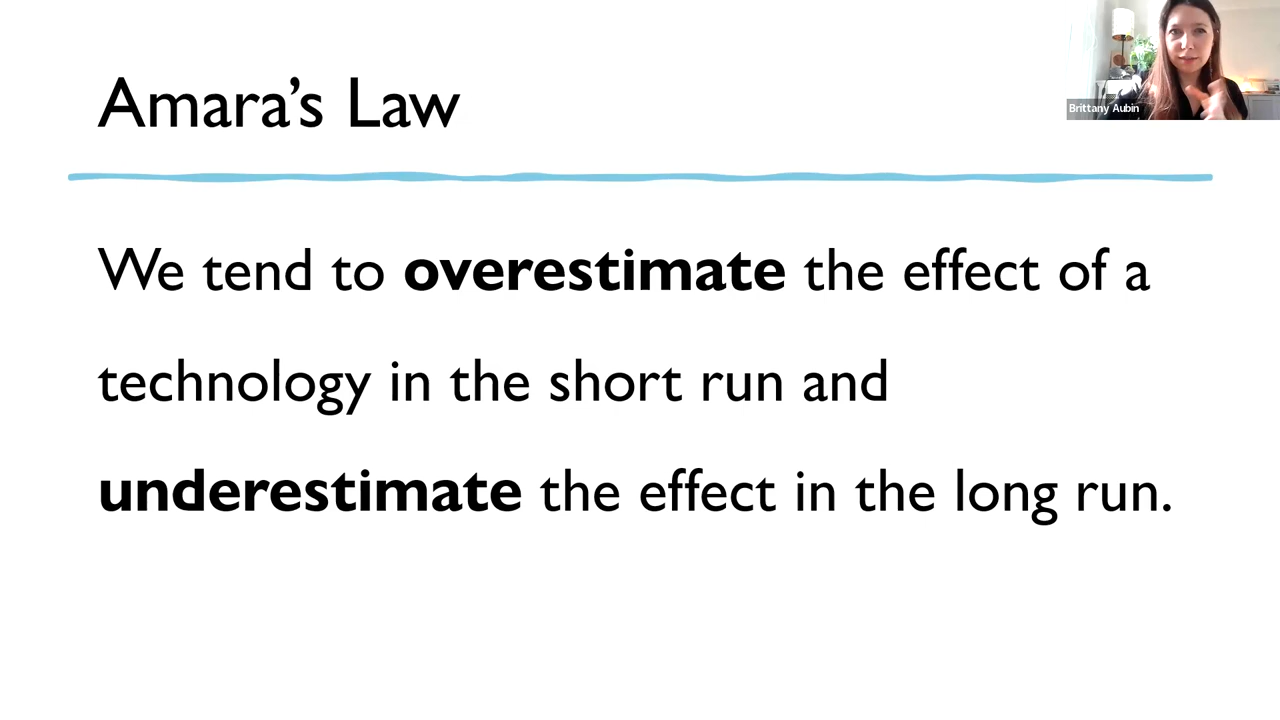 Amara’s Law
Brittany Aubin
We tend to overestimate the effect of a
technology in the short run and
underestimate the effect in the long run.